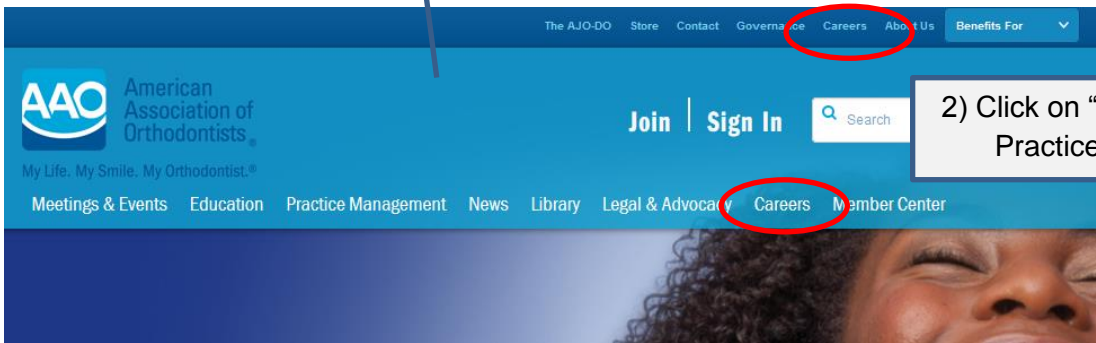 The AJO-DO Store Contact Governance Careers About Us Benefits For
AAO
American
Association of
Orthodontists®
My Life. My Smile. My Orthodontist.®
Join Sign In
Search
2) Click on “
Practice
Meetings & Events Education Practice Management News Library Legal & Advocacy Careers Member Center